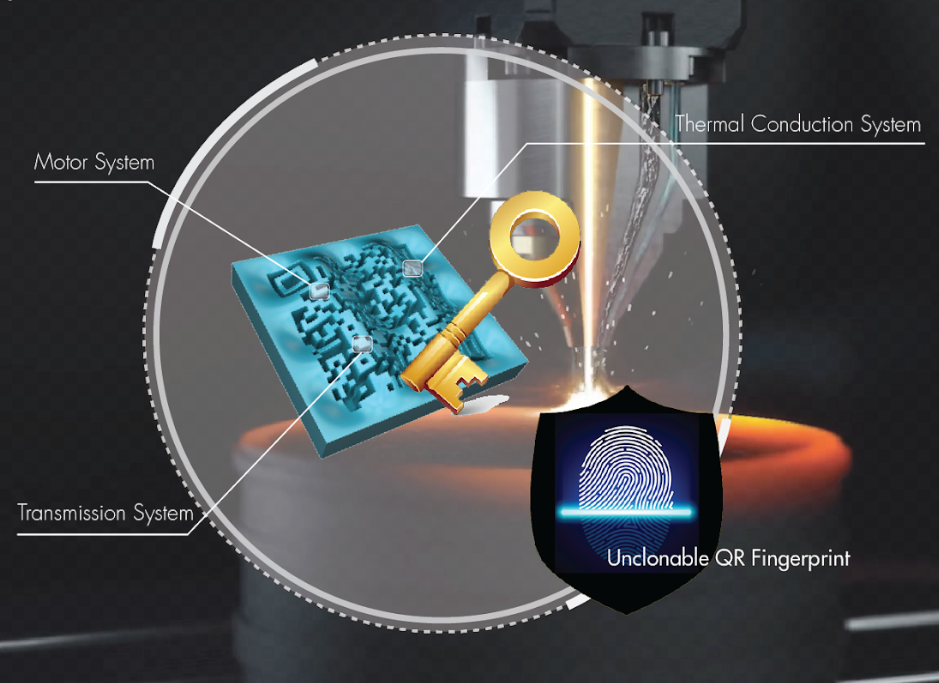 Thermal Conduction System
Motor System
Transmission System
Unclonable QR Fingerprint